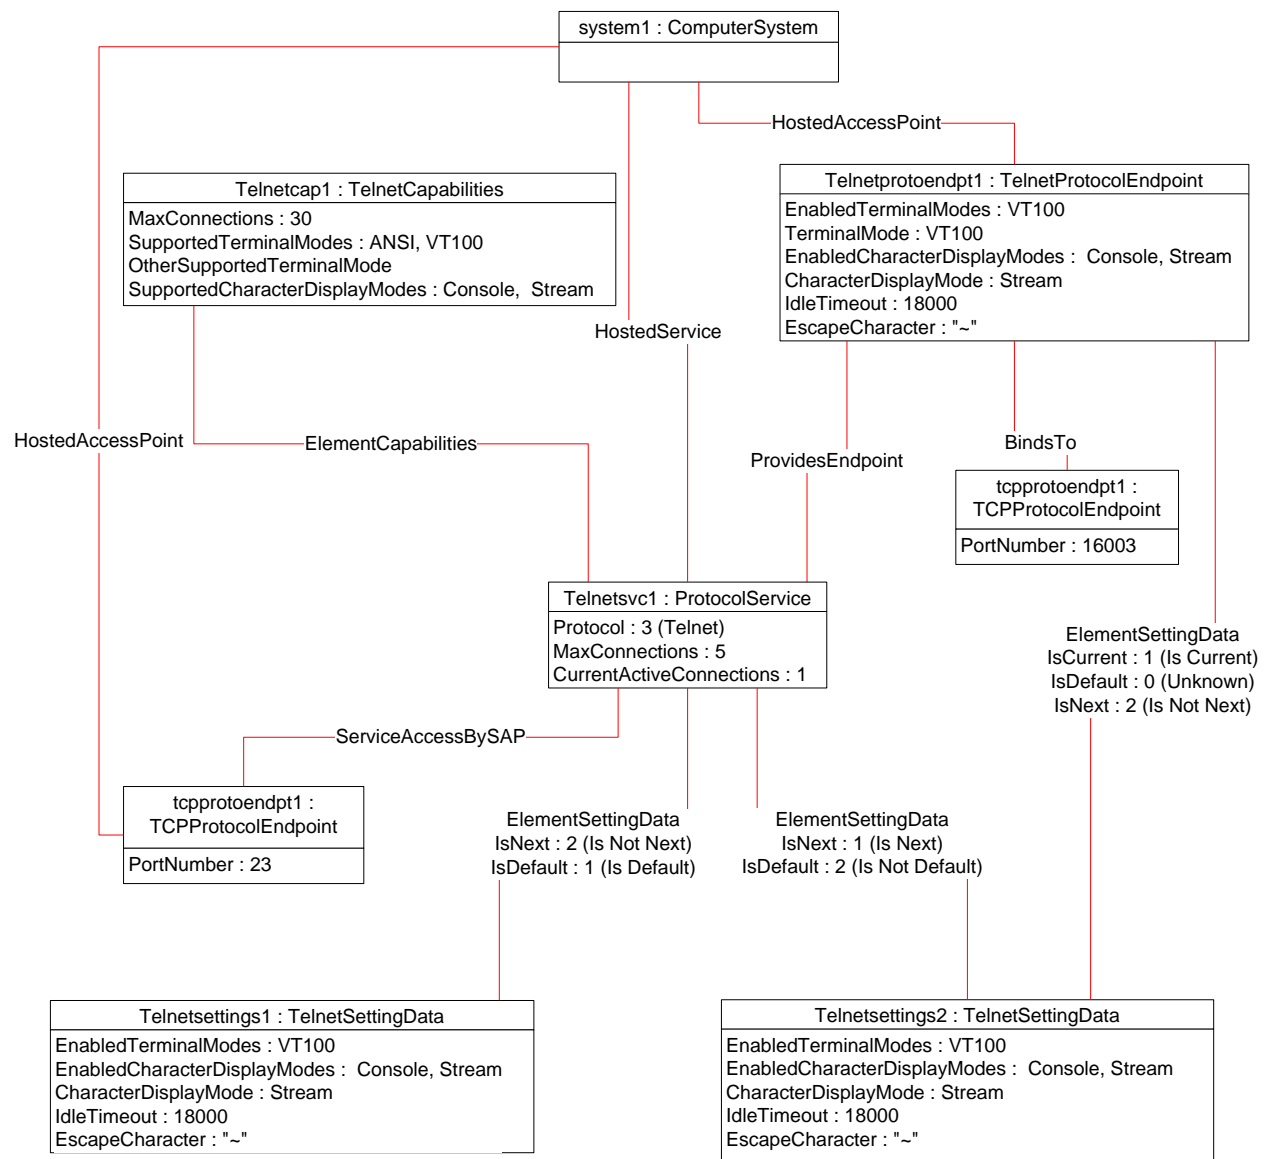 system1 : ComputerSystem
HostedAccessPoint
Telnetcap1 : TelnetCapabilities
MaxConnections : 30
SupportedTerminalModes : ANSI, VT100
OtherSupportedTerminalMode
SupportedCharacterDisplayModes : Console,  Stream
Telnetprotoendpt1 : TelnetProtocolEndpoint
EnabledTerminalModes : VT100
TerminalMode : VT100
EnabledCharacterDisplayModes :  Console, Stream
CharacterDisplayMode : Stream
IdleTimeout : 18000
EscapeCharacter : "~"
HostedService
HostedAccessPoint
ElementCapabilities
ProvidesEndpoint
BindsTo
tcpprotoendpt1 :
TCPProtocolEndpoint
PortNumber : 16003
Telnetsvc1 : ProtocolService
Protocol : 3 (Telnet)
MaxConnections : 5
CurrentActiveConnections : 1
ElementSettingData
IsCurrent : 1 (Is Current)
IsDefault : 0 (Unknown)
IsNext : 2 (Is Not Next)
ServiceAccessBySAP
tcpprotoendpt1 :
TCPProtocolEndpoint
PortNumber : 23
ElementSettingData
IsNext : 2 (Is Not Next)
IsDefault : 1 (Is Default)
ElementSettingData
IsNext : 1 (Is Next)
IsDefault : 2 (Is Not Default)
Telnetsettings1 : TelnetSettingData
EnabledTerminalModes : VT100
EnabledCharacterDisplayModes :  Console, Stream
CharacterDisplayMode : Stream
IdleTimeout : 18000
EscapeCharacter : "~"
Telnetsettings2 : TelnetSettingData
EnabledTerminalModes : VT100
EnabledCharacterDisplayModes :  Console, Stream
CharacterDisplayMode : Stream
IdleTimeout : 18000
EscapeCharacter : "~"